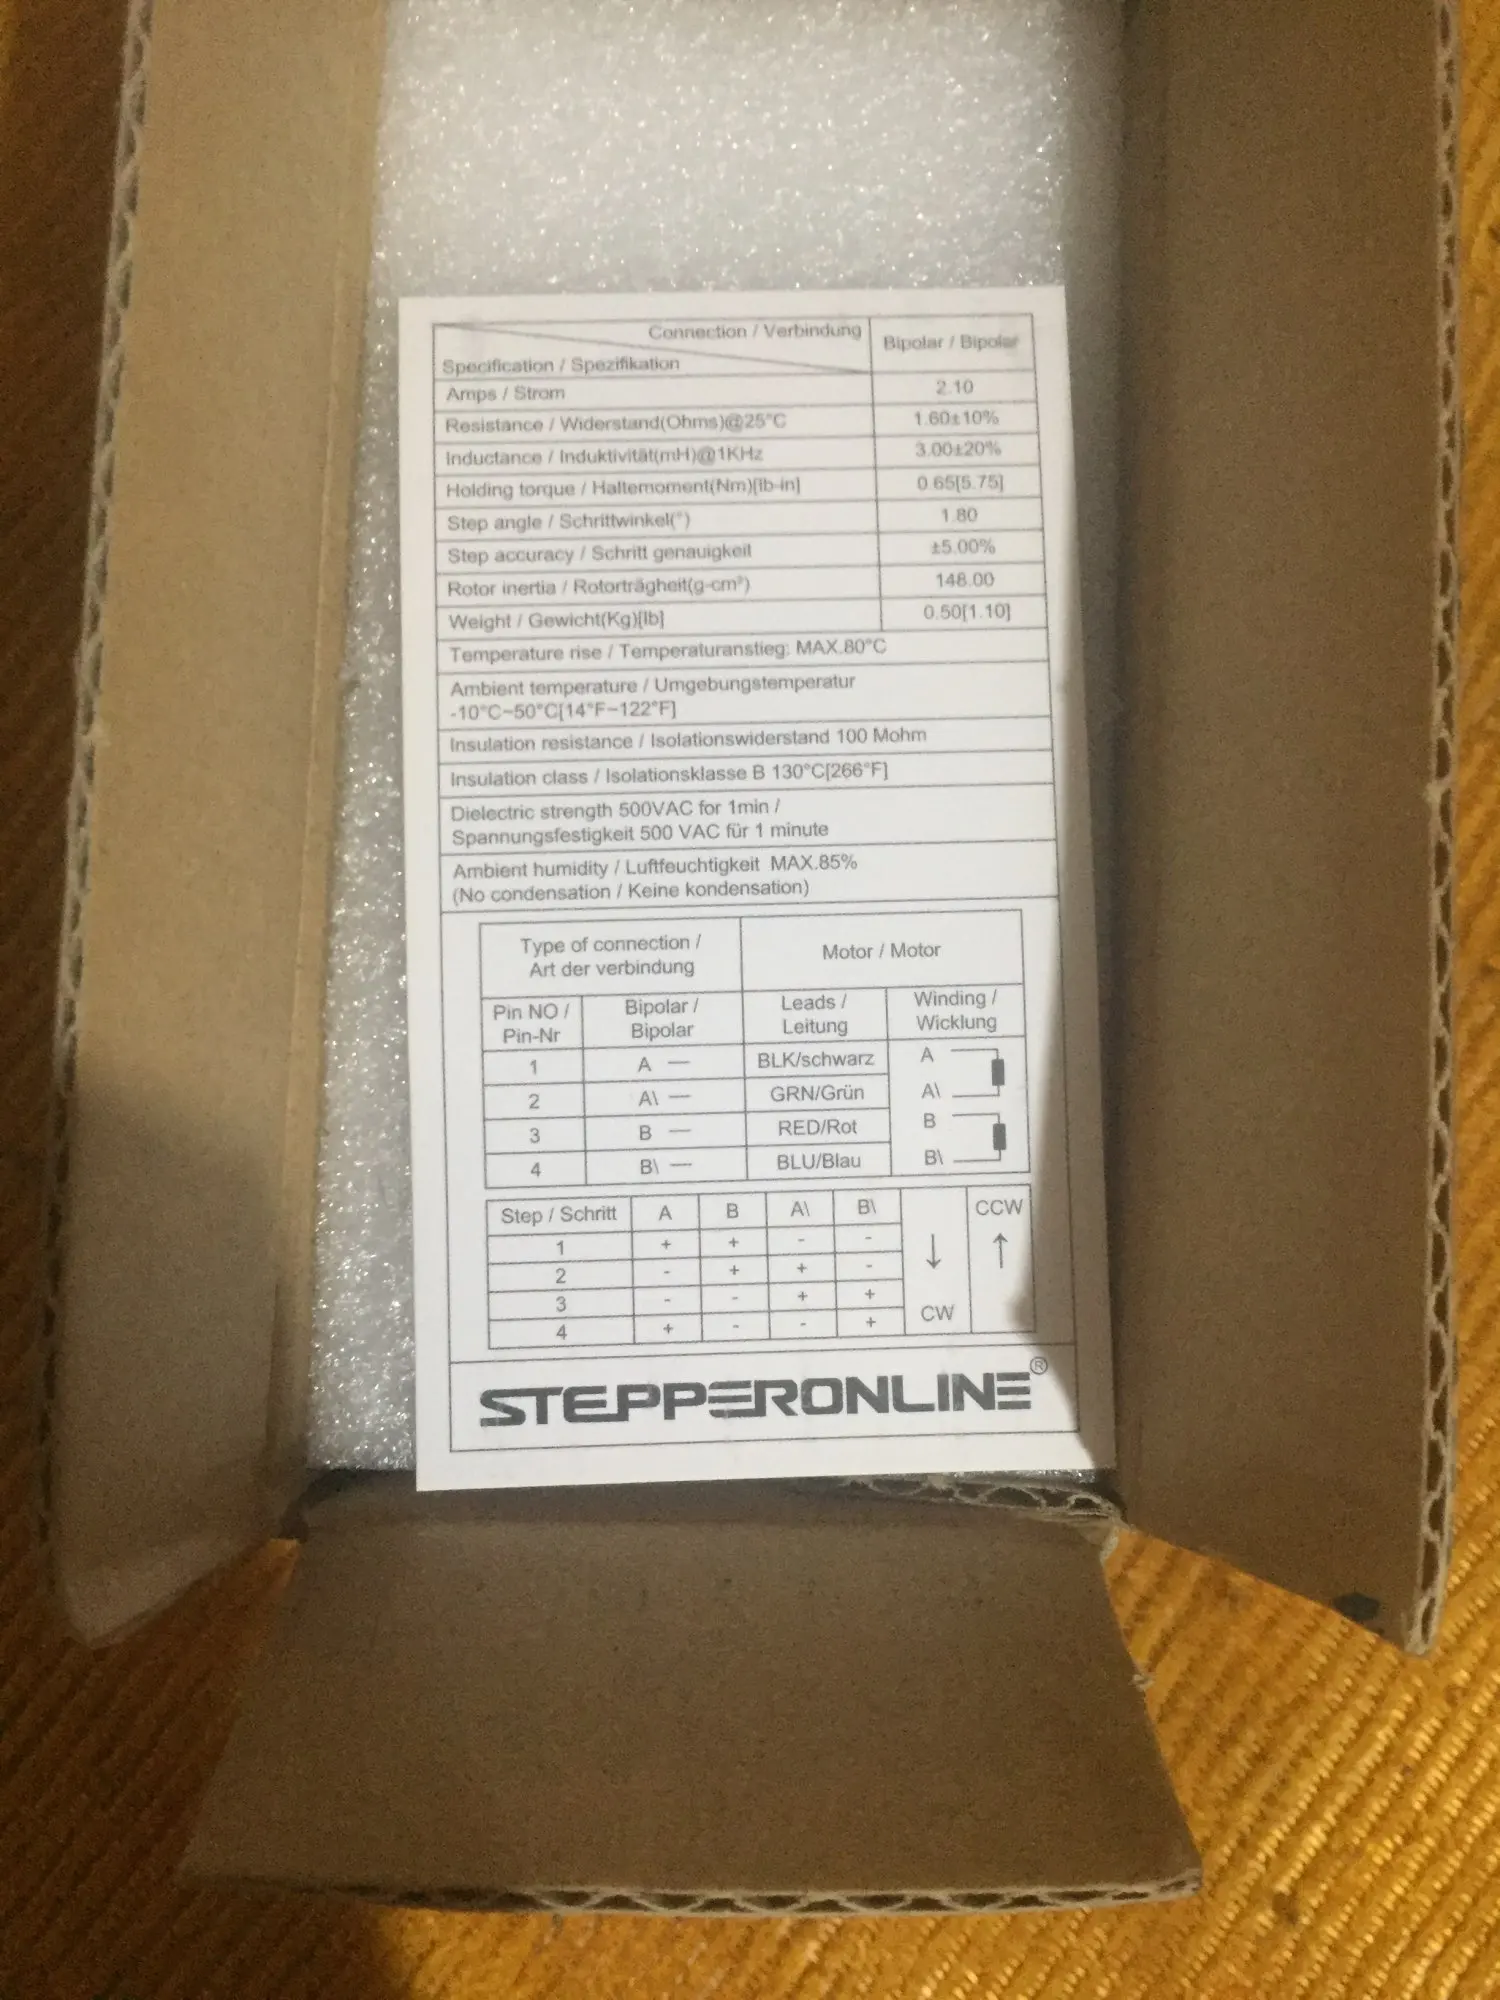 Connection / Verbindung
Bipolar / Bipolar
Specification / Spezifikation
Amps / Strom 2.10
Resistance / Widerstand(Ohms)@25°C 1.60±10%
Inductance / Induktivität(mH)@1KHz 3.00±20%
Holding torque / Haltemoment(Nm)[lb-in] 0.65[5.75]
Step angle / Schrittwinkel(°) 1.80
Step accuracy / Schritt genauigkeit ±5.00%
Rotor inertia / Rotorträgheit(g-cm²) 148.00
Weight / Gewicht(Kg)[lb] 0.50[1.10]
Temperature rise / Temperaturanstieg: MAX.80°C
Ambient temperature / Umgebungstemperatur
-10°C~50°C[14°F~122°F]
Insulation resistance / Isolationswiderstand 100 Mohm
Insulation class / Isolationsklasse B 130°C[266°F]
Dielectric strength 500VAC for 1min /
Spannungsfestigkeit 500 VAC für 1 minute
Ambient humidity / Luftfeuchtigkeit MAX.85%
(No condensation / Keine kondensation)
Type of connection /
Art der verbindung
Motor / Motor
Pin NO /
Pin-Nr
Bipolar /
Bipolar
Leads /
Leitung
Winding /
Wicklung
1 A — BLK/schwarz A
2 A\ — GRN/Grün A\
3 B — RED/Rot B
4 B\ — BLU/Blau B\
Step / Schritt A B A\ B\ CCW
1 + + - -
2 - + + -
3 - - + +
4 + - - + CW
STEPPERONLINE®